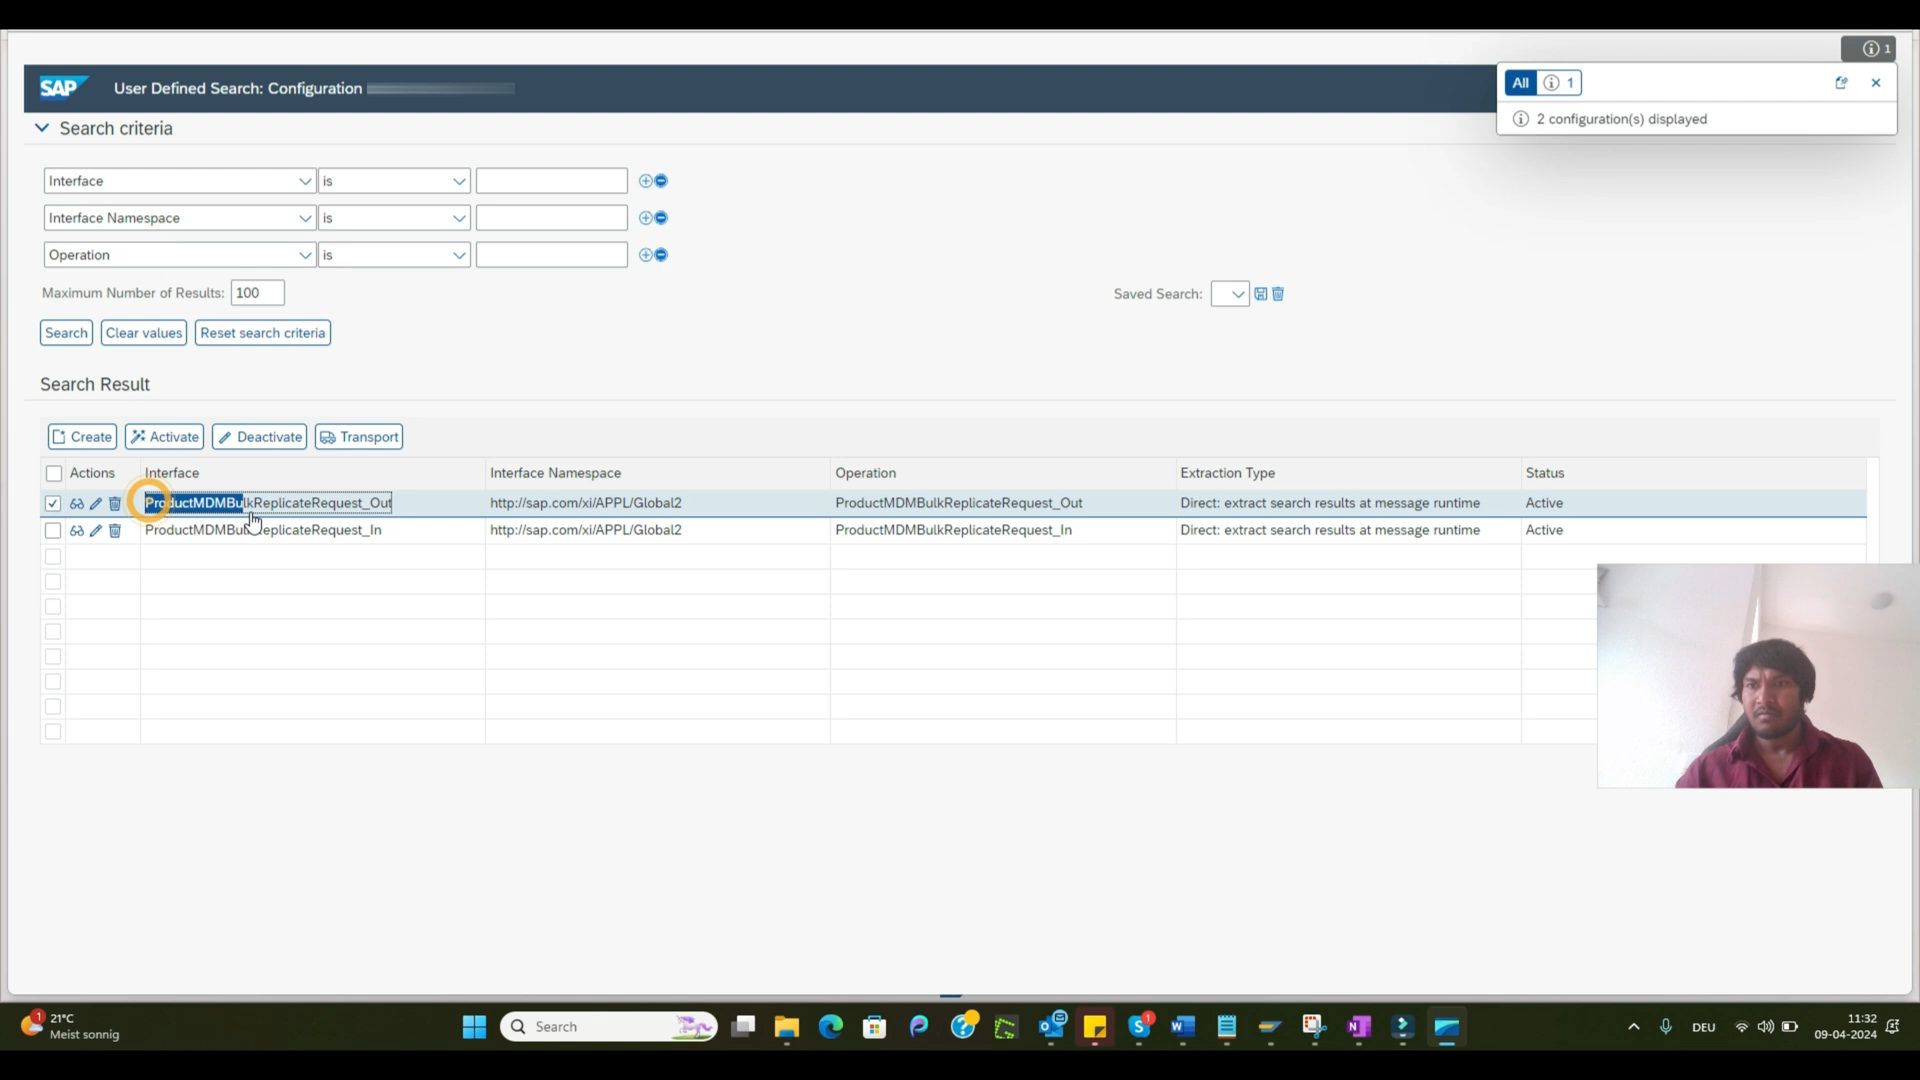 1
SAP User Defined Search: Configuration
All 1
2 configuration(s) displayed
Search criteria
Interface is
Interface Namespace is
Operation is
Maximum Number of Results: 100
Saved Search:
Search Clear values Reset search criteria
Search Result
Create Activate Deactivate Transport
Actions Interface Interface Namespace Operation Extraction Type Status
ProductMDMBulkReplicateRequest_Out http://sap.com/xi/APPL/Global2 ProductMDMBulkReplicateRequest_Out Direct: extract search results at message runtime Active
ProductMDMBulkReplicateRequest_In http://sap.com/xi/APPL/Global2 ProductMDMBulkReplicateRequest_In Direct: extract search results at message runtime Active
1 21°C
Meist sonnig
Search
1
DEU
11:32
09-04-2024